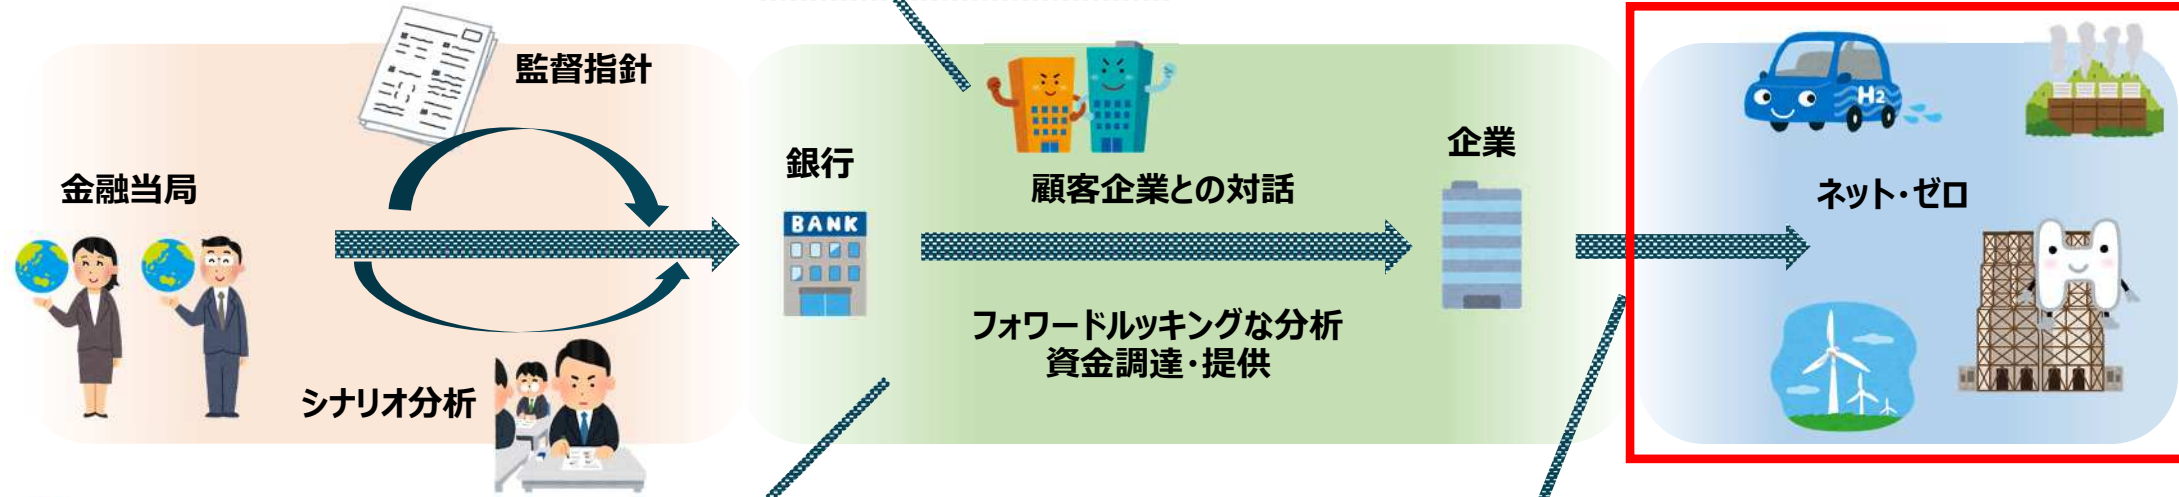 監督指針
金融当局
シナリオ分析
銀行
BANK
顧客企業との対話
フォワードルッキングな分析
資金調達・提供
企業
H2
ネット・ゼロ